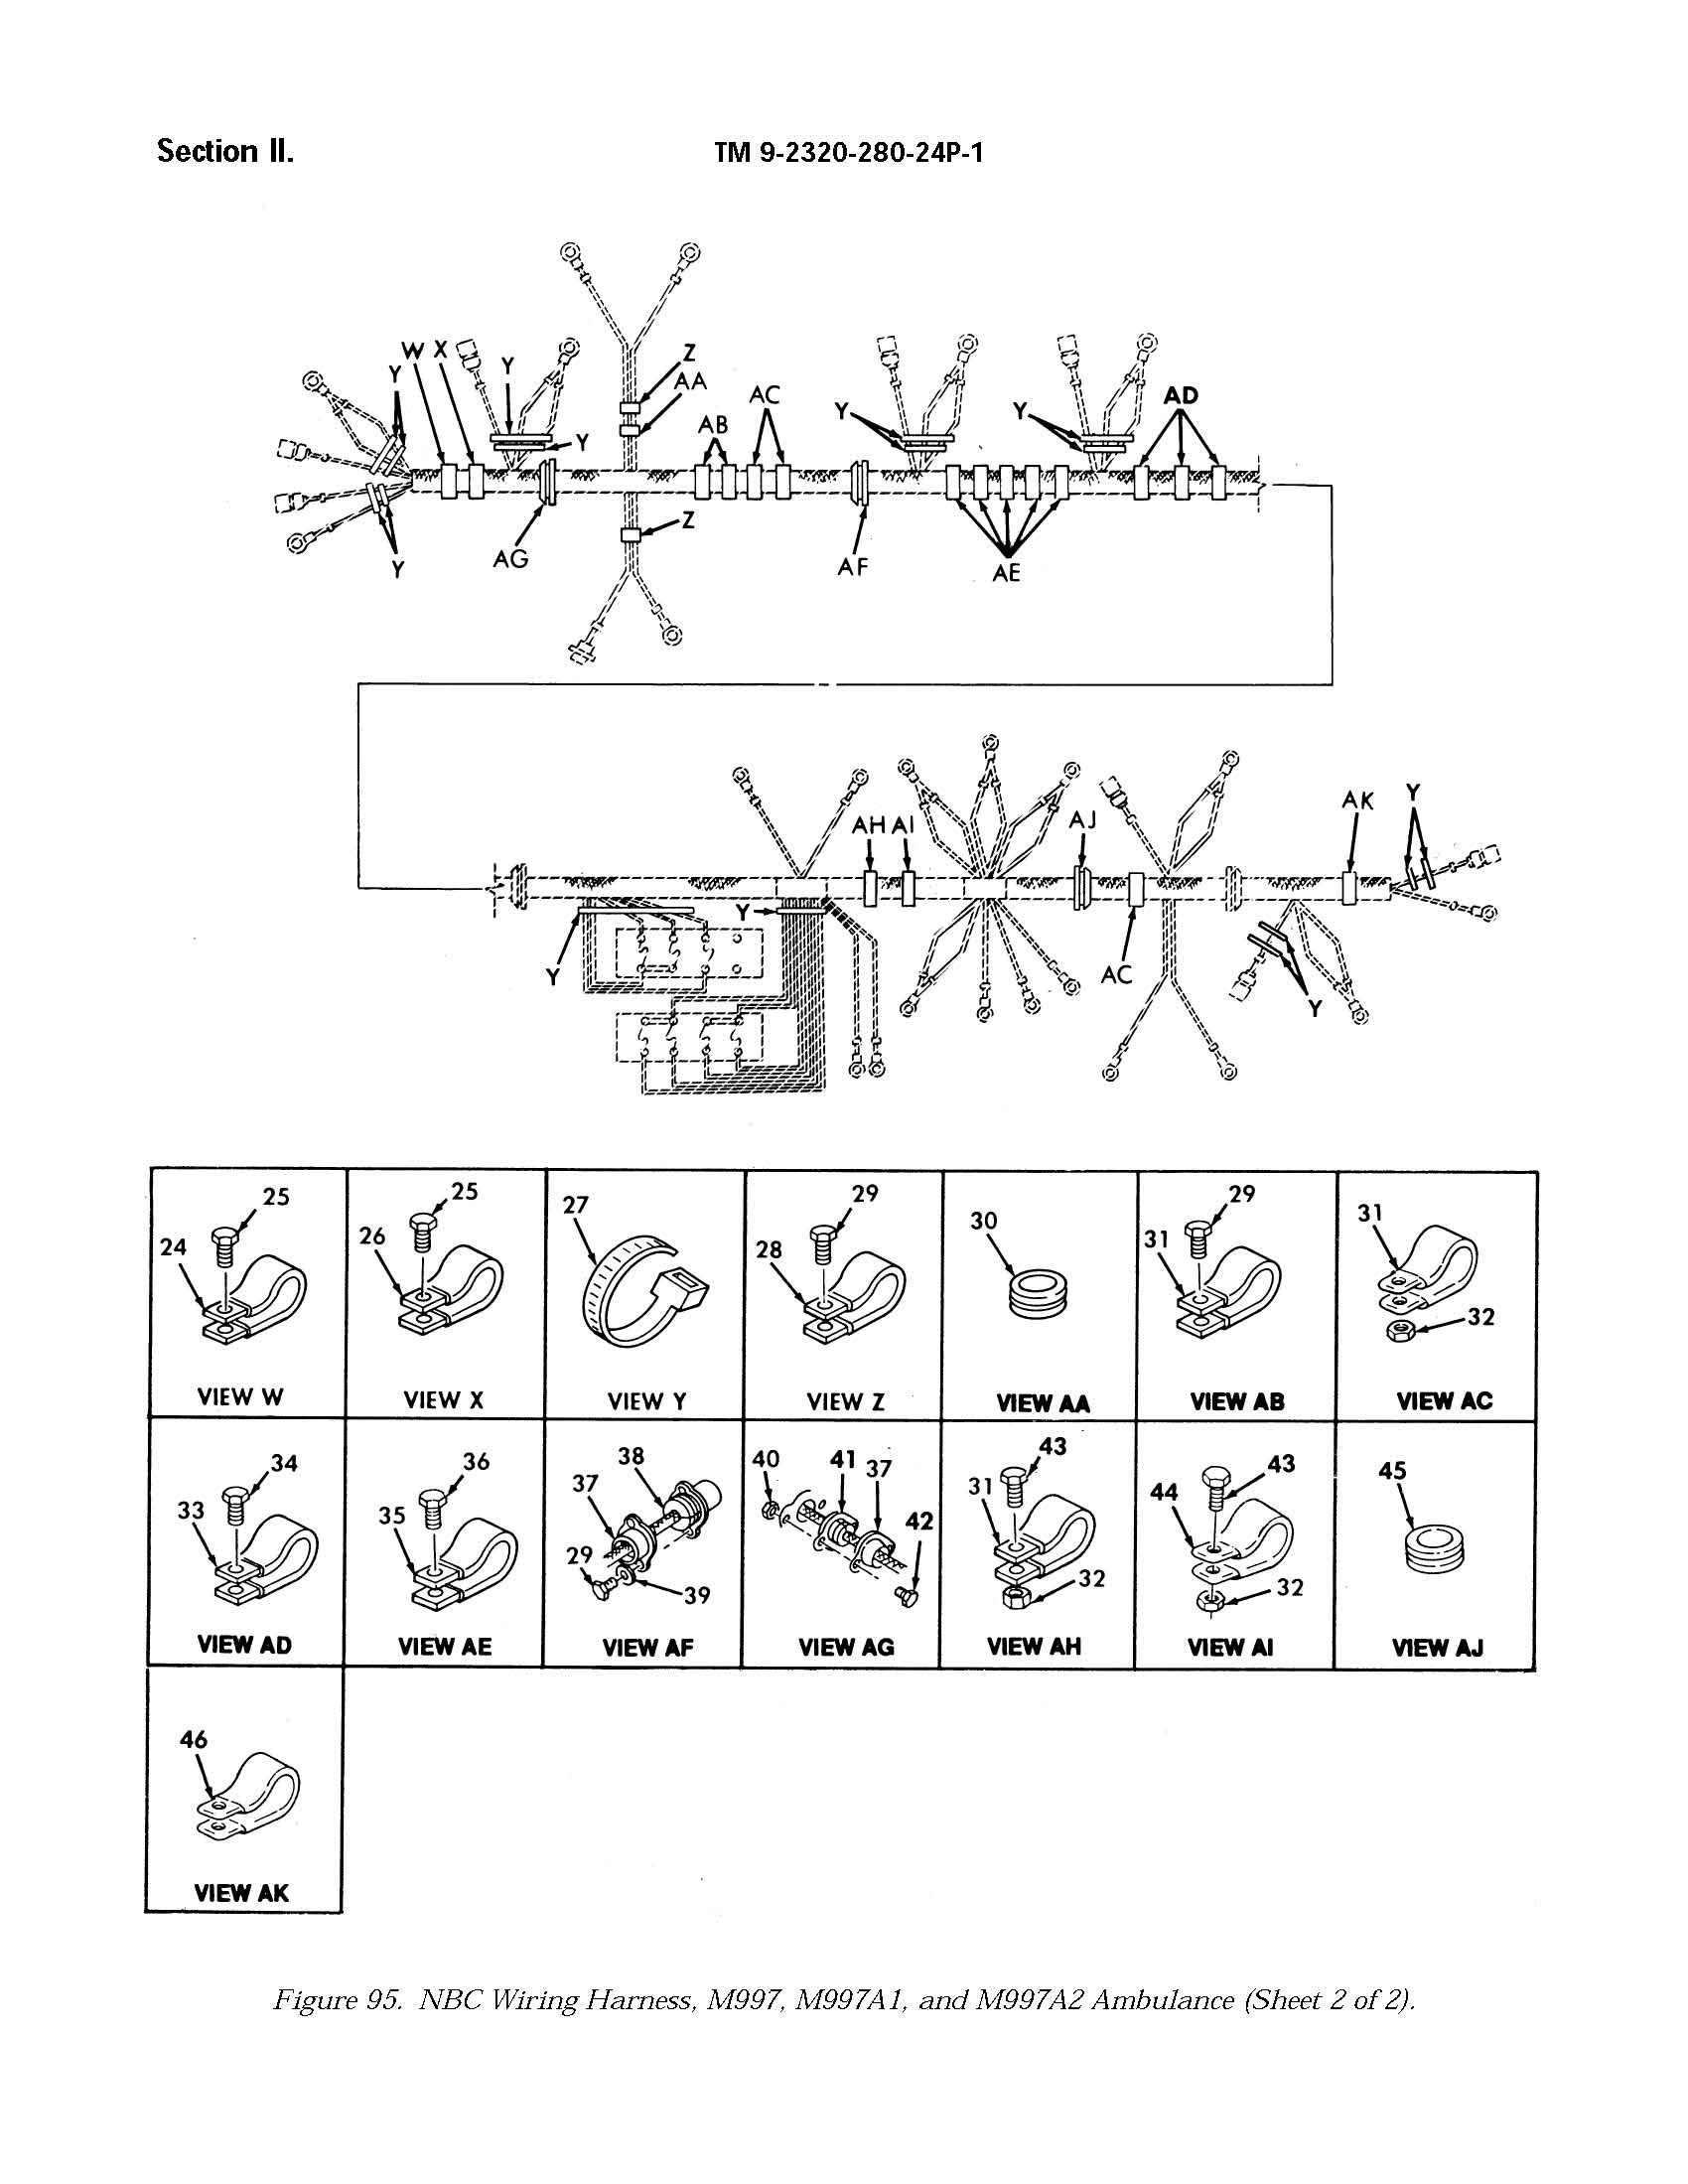 Section II.
TM 9-2320-280-24P-1
W X
Y
Y
Y
Z
AA
AB
AC
Y
Y
AD
Y
AG
Z
AF
AE
AH AI
AJ
AK
Y
Y
Y
AC
Y
25
24
VIEW W
25
26
VIEW X
27
VIEW Y
29
28
VIEW Z
30
VIEW AA
29
31
VIEW AB
31
32
VIEW AC
34
33
VIEW AD
36
35
VIEW AE
38
37
29
39
VIEW AF
40
41
37
42
VIEW AG
43
31
32
VIEW AH
43
44
32
VIEW AI
45
VIEW AJ
46
VIEW AK
Figure 95. NBC Wiring Harness, M997, M997A1, and M997A2 Ambulance (Sheet 2 of 2).